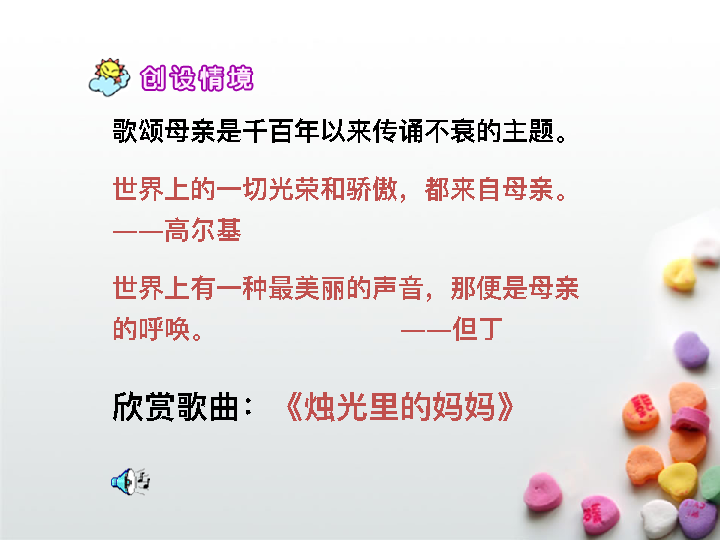 创设情境
歌颂母亲是千百年以来传诵不衰的主题。
世界上的一切光荣和骄傲，都来自母亲。
——高尔基
世界上有一种最美丽的声音，那便是母亲
的呼唤。 ——但丁
欣赏歌曲：《烛光里的妈妈》